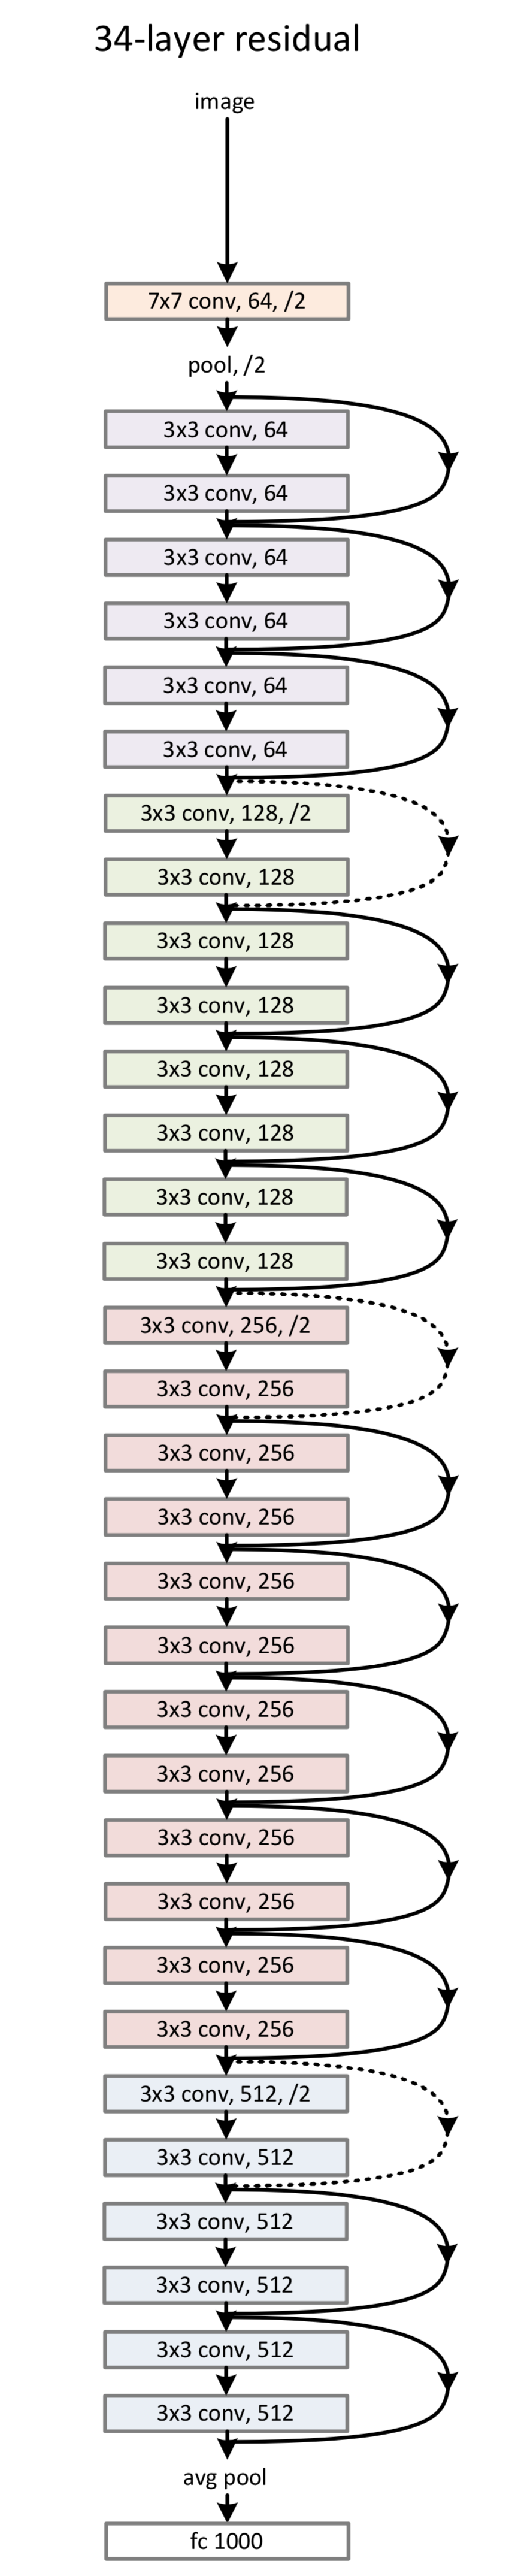 34-layer residual
image
7x7 conv, 64, /2
pool, /2
3x3 conv, 64
3x3 conv, 64
3x3 conv, 64
3x3 conv, 64
3x3 conv, 64
3x3 conv, 64
3x3 conv, 128, /2
3x3 conv, 128
3x3 conv, 128
3x3 conv, 128
3x3 conv, 128
3x3 conv, 128
3x3 conv, 128
3x3 conv, 128
3x3 conv, 256, /2
3x3 conv, 256
3x3 conv, 256
3x3 conv, 256
3x3 conv, 256
3x3 conv, 256
3x3 conv, 256
3x3 conv, 256
3x3 conv, 256
3x3 conv, 256
3x3 conv, 256
3x3 conv, 256
3x3 conv, 512, /2
3x3 conv, 512
3x3 conv, 512
3x3 conv, 512
3x3 conv, 512
3x3 conv, 512
avg pool
fc 1000